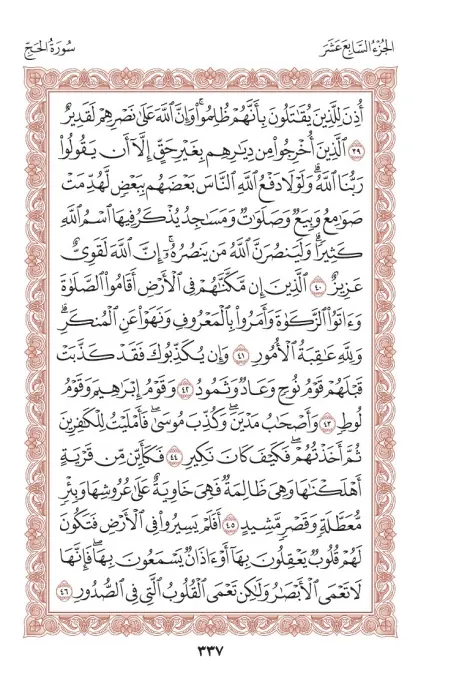 الجزء السابع عشر
سورة الحج
أُذِنَ لِلَّذِينَ يُقَٰتَلُونَ بِأَنَّهُمْ ظُلِمُوا۟ ۚ وَإِنَّ ٱللَّهَ عَلَىٰ نَصْرِهِمْ لَقَدِيرٌ
٣٩ ٱلَّذِينَ أُخْرِجُوا۟ مِن دِيَٰرِهِم بِغَيْرِ حَقٍّ إِلَّآ أَن يَقُولُوا۟
رَبُّنَا ٱللَّهُ ۗ وَلَوْلَا دَفْعُ ٱللَّهِ ٱلنَّاسَ بَعْضَهُم بِبَعْضٍ لَّهُدِّمَتْ
صَوَٰمِعُ وَبِيَعٌ وَصَلَوَٰتٌ وَمَسَٰجِدُ يُذْكَرُ فِيهَا ٱسْمُ ٱللَّهِ
كَثِيرًا ۗ وَلَيَنصُرَنَّ ٱللَّهُ مَن يَنصُرُهُۥٓ ۗ إِنَّ ٱللَّهَ لَقَوِىٌّ
عَزِيزٌ ٤٠ ٱلَّذِينَ إِن مَّكَّنَّٰهُمْ فِى ٱلْأَرْضِ أَقَامُوا۟ ٱلصَّلَوٰةَ
وَءَاتَوُا۟ ٱلزَّكَوٰةَ وَأَمَرُوا۟ بِٱلْمَعْرُوفِ وَنَهَوْا۟ عَنِ ٱلْمُنكَرِ ۗ
وَلِلَّهِ عَٰقِبَةُ ٱلْأُمُورِ ٤١ وَإِن يُكَذِّبُوكَ فَقَدْ كَذَّبَتْ
قَبْلَهُمْ قَوْمُ نُوحٍ وَعَادٌ وَثَمُودُ ٤٢ وَقَوْمُ إِبْرَٰهِيمَ وَقَوْمُ
لُوطٍ ٤٣ وَأَصْحَٰبُ مَدْيَنَ ۖ وَكُذِّبَ مُوسَىٰ فَأَمْلَيْتُ لِلْكَٰفِرِينَ
ثُمَّ أَخَذْتُهُمْ ۖ فَكَيْفَ كَانَ نَكِيرِ ٤٤ فَكَأَيِّن مِّن قَرْيَةٍ
أَهْلَكْنَٰهَا وَهِىَ ظَالِمَةٌ فَهِىَ خَاوِيَةٌ عَلَىٰ عُرُوشِهَا وَبِئْرٍ
مُّعَطَّلَةٍ وَقَصْرٍ مَّشِيدٍ ٤٥ أَفَلَمْ يَسِيرُوا۟ فِى ٱلْأَرْضِ فَتَكُونَ
لَهُمْ قُلُوبٌ يَعْقِلُونَ بِهَآ أَوْ ءَاذَانٌ يَسْمَعُونَ بِهَا ۖ فَإِنَّهَا
لَا تَعْمَى ٱلْأَبْصَٰرُ وَلَٰكِن تَعْمَى ٱلْقُلُوبُ ٱلَّتِى فِى ٱلصُّدُورِ ٤٦
٣٣٧